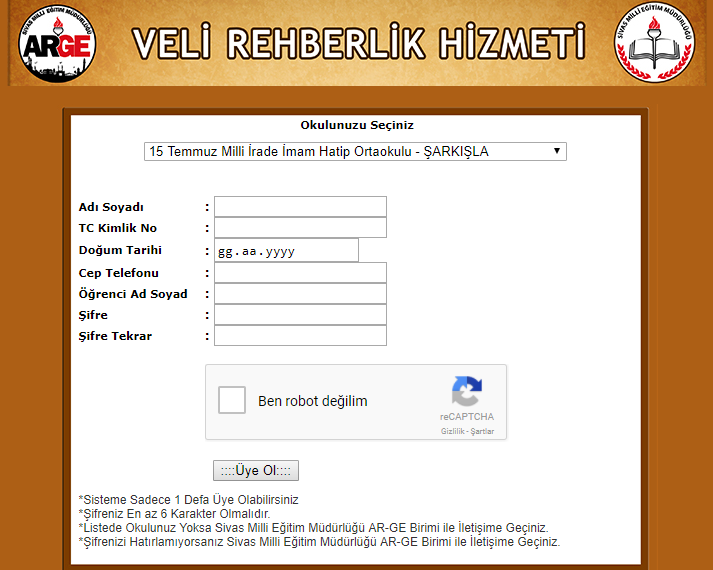 SİVAS MİLLİ EĞİTİM MÜDÜRLÜĞÜ
ARGE
VELİ REHBERLİK HİZMETİ
SİVAS MİLLİ EĞİTİM MÜDÜRLÜĞÜ
Okulunuzu Seçiniz
15 Temmuz Milli İrade İmam Hatip Ortaokulu - ŞARKIŞLA
Adı Soyadı :
TC Kimlik No :
Doğum Tarihi : gg.aa.yyyy
Cep Telefonu :
Öğrenci Ad Soyad :
Şifre :
Şifre Tekrar :
Ben robot değilim
reCAPTCHA
Gizlilik - Şartlar
::::Üye Ol::::
*Sisteme Sadece 1 Defa Üye Olabilirsiniz
*Şifreniz En az 6 Karakter Olmalıdır.
*Listede Okulunuz Yoksa Sivas Milli Eğitim Müdürlüğü AR-GE Birimi ile İletişime Geçiniz.
*Şifrenizi Hatırlamıyorsanız Sivas Milli Eğitim Müdürlüğü AR-GE Birimi ile İletişime Geçiniz.